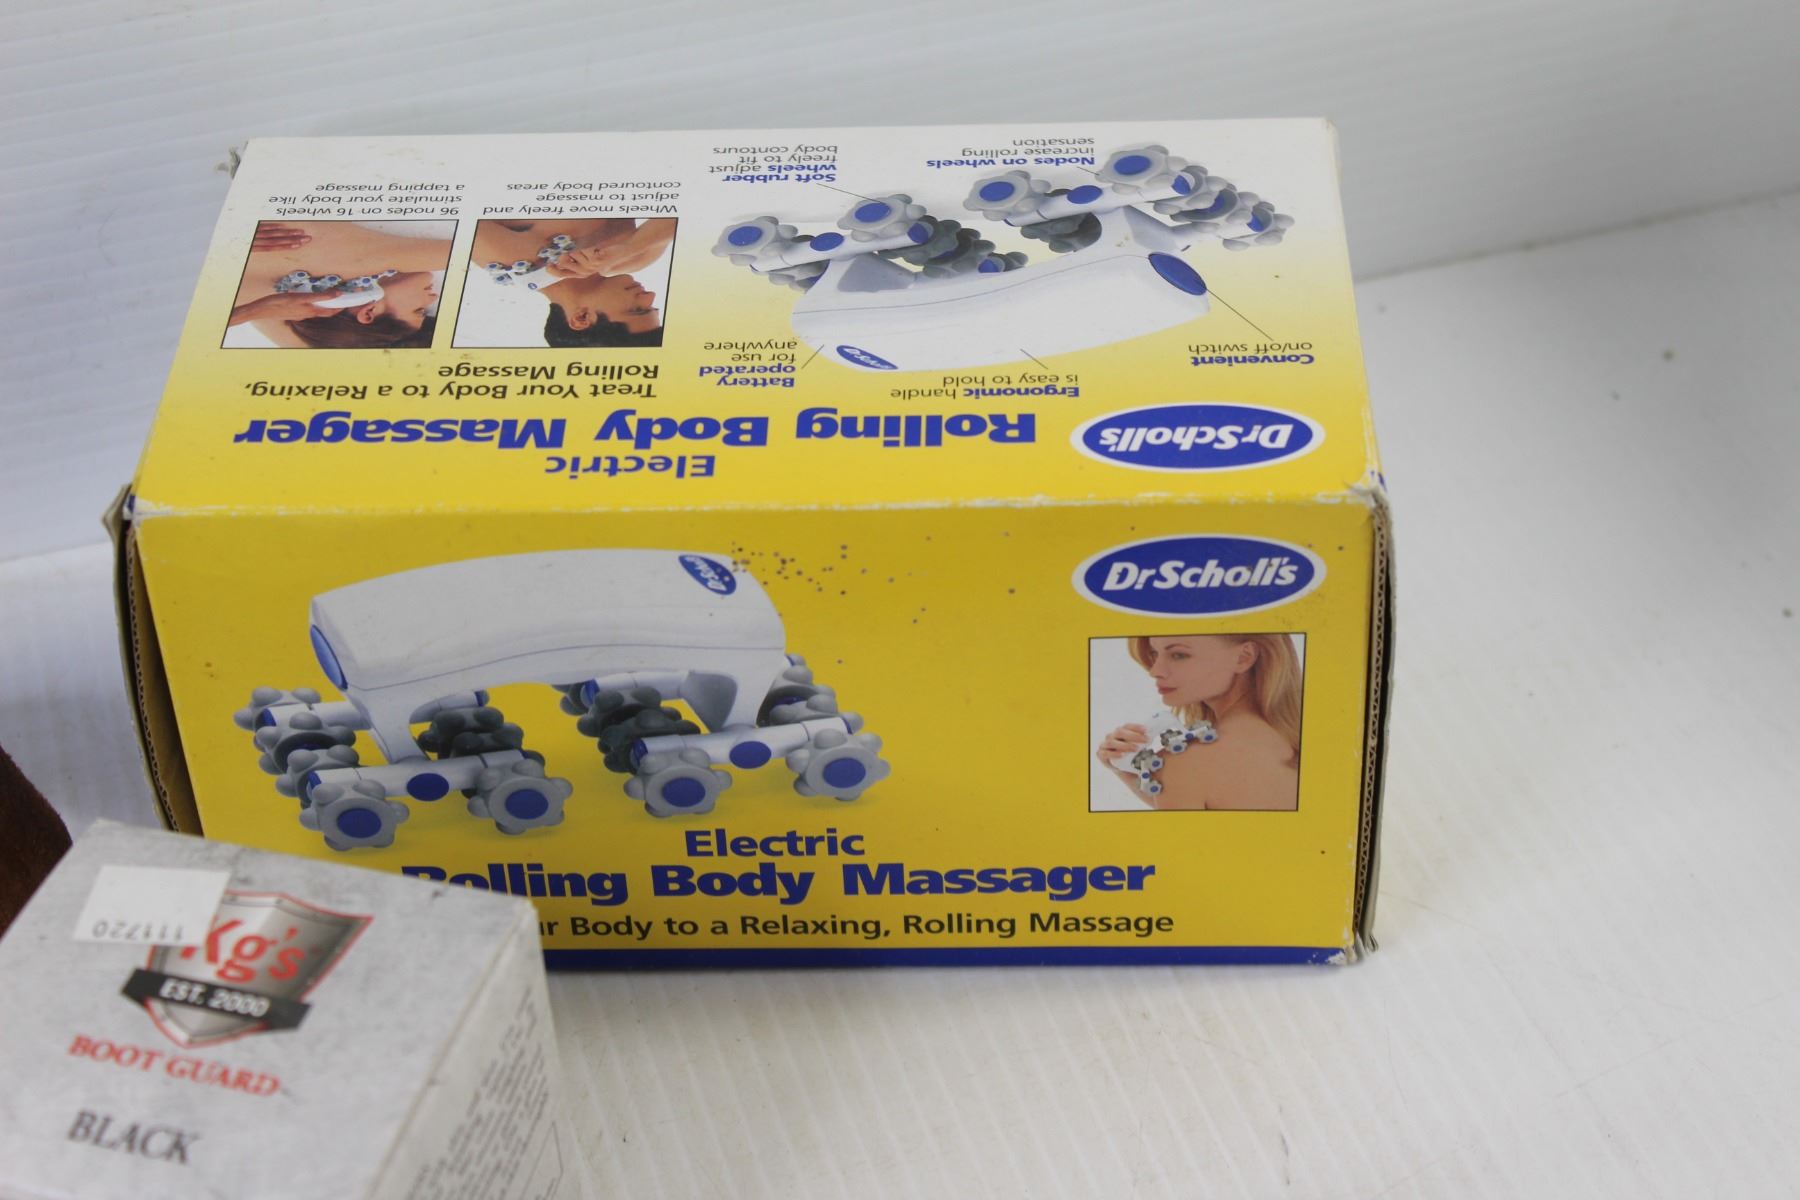 Electric
Rolling Body Massager
Dr Scholl's
Treat Your Body to a Relaxing,
Rolling Massage
Wheels move freely and
adjust to massage
contoured body areas
96 nodes on 16 wheels
stimulate your body like
a tapping massage
Ergonomic handle
is easy to hold
Battery
operated
for use
anywhere
Convenient
on/off switch
Soft rubber
wheels adjust
freely to fit
body contours
Nodes on wheels
increase rolling
sensation
Dr Scholl's
Electric
Rolling Body Massager
Body to a Relaxing, Rolling Massage
111720
Kg's
EST. 2000
BOOT GUARD
BLACK